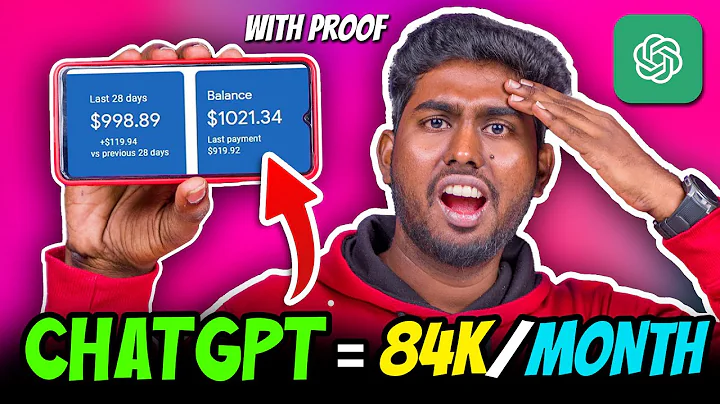 WITH PROOF
Last 28 days
$998.89
+$119.94
vs previous 28 days
Balance
$1021.34
Last payment
$919.92
CHATGPT = 84K/MONTH